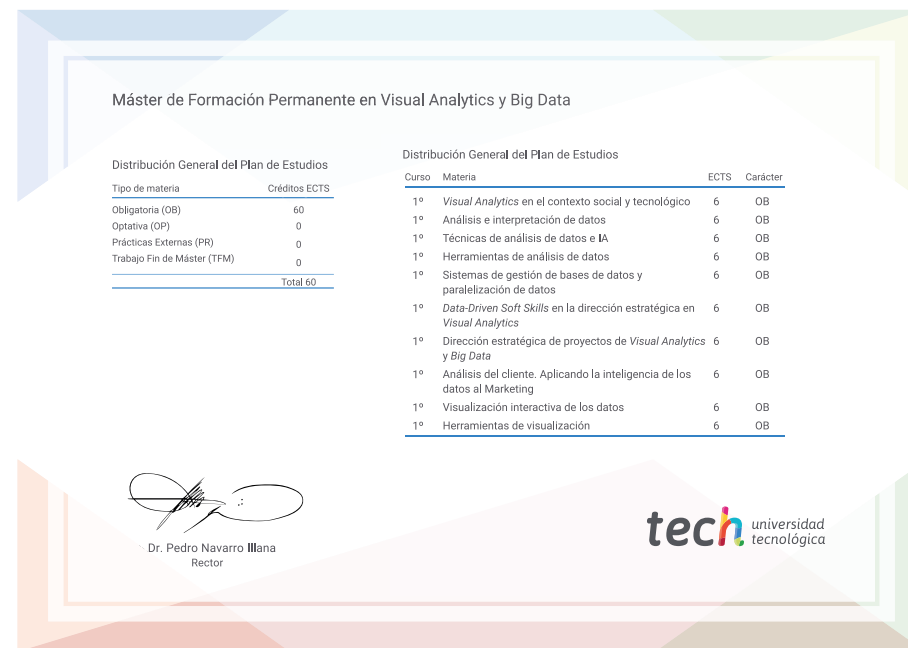 Máster de Formación Permanente en Visual Analytics y Big Data
Distribución General del Plan de Estudios
Tipo de materia Créditos ECTS
Obligatoria (OB) 60
Optativa (OP) 0
Prácticas Externas (PR) 0
Trabajo Fin de Máster (TFM) 0
Total 60
Distribución General del Plan de Estudios
Curso Materia ECTS Carácter
1º Visual Analytics en el contexto social y tecnológico 6 OB
1º Análisis e interpretación de datos 6 OB
1º Técnicas de análisis de datos e IA 6 OB
1º Herramientas de análisis de datos 6 OB
1º Sistemas de gestión de bases de datos y 6 OB
paralelización de datos
1º Data-Driven Soft Skills en la dirección estratégica en 6 OB
Visual Analytics
1º Dirección estratégica de proyectos de Visual Analytics 6 OB
y Big Data
1º Análisis del cliente. Aplicando la inteligencia de los 6 OB
datos al Marketing
1º Visualización interactiva de los datos 6 OB
1º Herramientas de visualización 6 OB
Dr. Pedro Navarro Illana
Rector
tech universidad
tecnológica